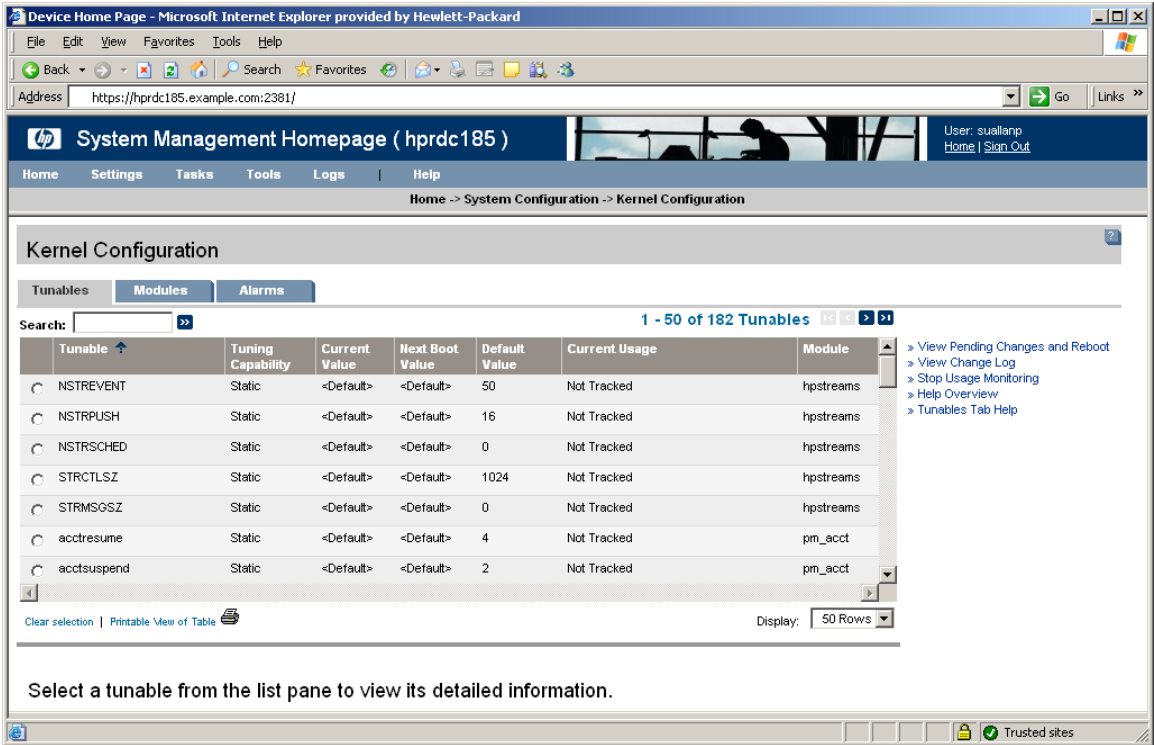 Device Home Page - Microsoft Internet Explorer provided by Hewlett-Packard
File Edit View Favorites Tools Help
Back Search Favorites
Address https://hprdc185.example.com:2381/ Go Links »
hp System Management Homepage ( hprdc185 ) User: suallanp
Home | Sign Out
Home Settings Tasks Tools Logs | Help
Home -> System Configuration -> Kernel Configuration
Kernel Configuration ?
Tunables Modules Alarms
Search: » 1 - 50 of 182 Tunables
Tunable Tuning Capability Current Value Next Boot Value Default Value Current Usage Module
NSTREVENT Static <Default> <Default> 50 Not Tracked hpstreams
NSTRPUSH Static <Default> <Default> 16 Not Tracked hpstreams
NSTRSCHED Static <Default> <Default> 0 Not Tracked hpstreams
STRCTLSZ Static <Default> <Default> 1024 Not Tracked hpstreams
STRMSGSZ Static <Default> <Default> 0 Not Tracked hpstreams
acctresume Static <Default> <Default> 4 Not Tracked pm_acct
acctsuspend Static <Default> <Default> 2 Not Tracked pm_acct
» View Pending Changes and Reboot
» View Change Log
» Stop Usage Monitoring
» Help Overview
» Tunables Tab Help
Clear selection | Printable View of Table Display: 50 Rows
Select a tunable from the list pane to view its detailed information.
Trusted sites